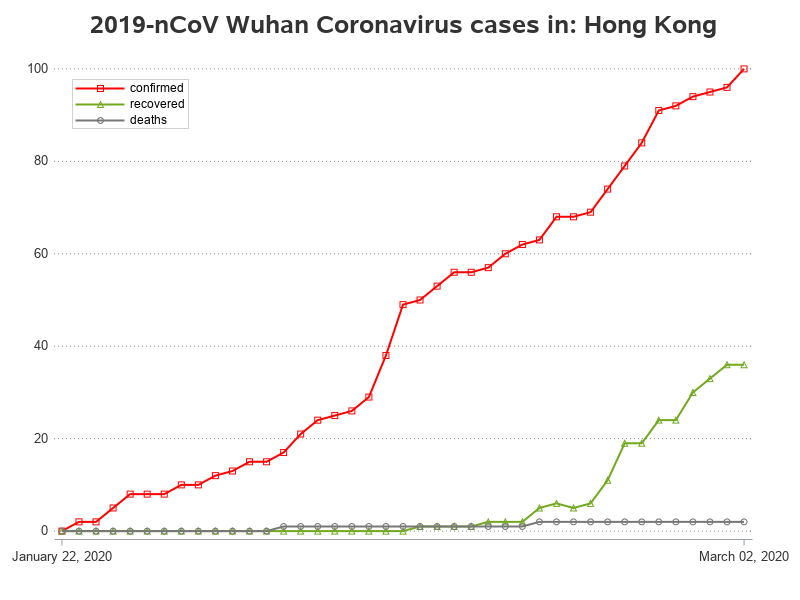 2019-nCoV Wuhan Coronavirus cases in: Hong Kong
100
confirmed
recovered
deaths
80
60
40
20
0
January 22, 2020
March 02, 2020